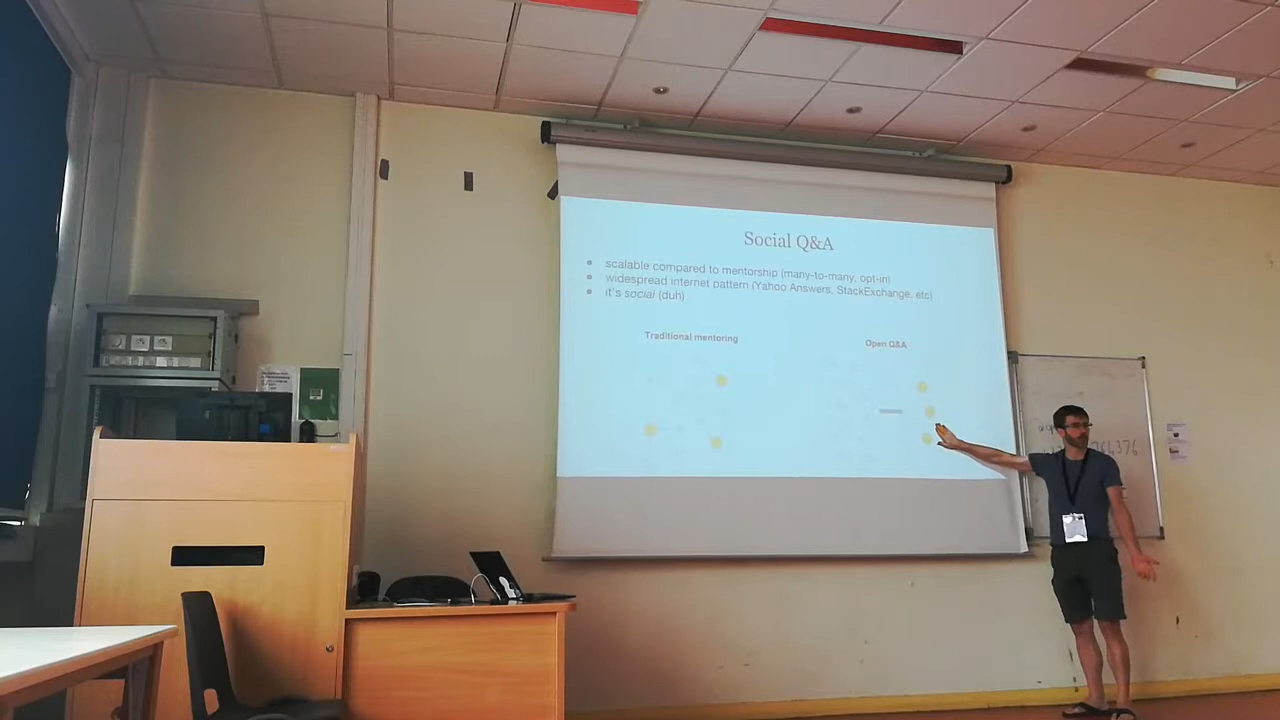 Social Q&A
scalable compared to mentorship (many-to-many, opt-in)
widespread internet pattern (Yahoo Answers, StackExchange, etc)
it's social (duh)
Traditional mentoring
Open Q&A